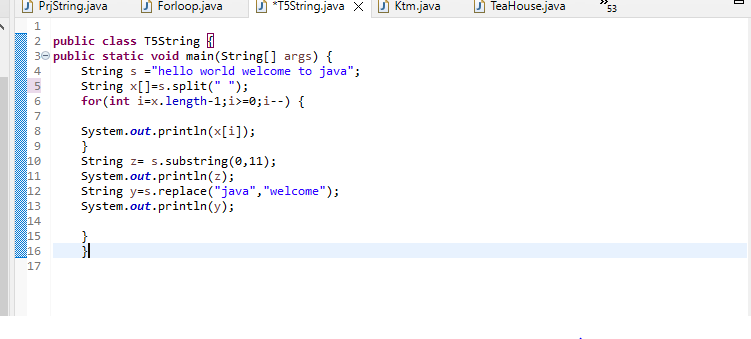 PrjString.java Forloop.java *T5String.java Ktm.java TeaHouse.java 53
1
2 public class T5String {
3 public static void main(String[] args) {
4 String s ="hello world welcome to java";
5 String x[]=s.split(" ");
6 for(int i=x.length-1;i>=0;i--) {
7
8 System.out.println(x[i]);
9 }
10 String z= s.substring(0,11);
11 System.out.println(z);
12 String y=s.replace("java","welcome");
13 System.out.println(y);
14
15 }
16 }
17